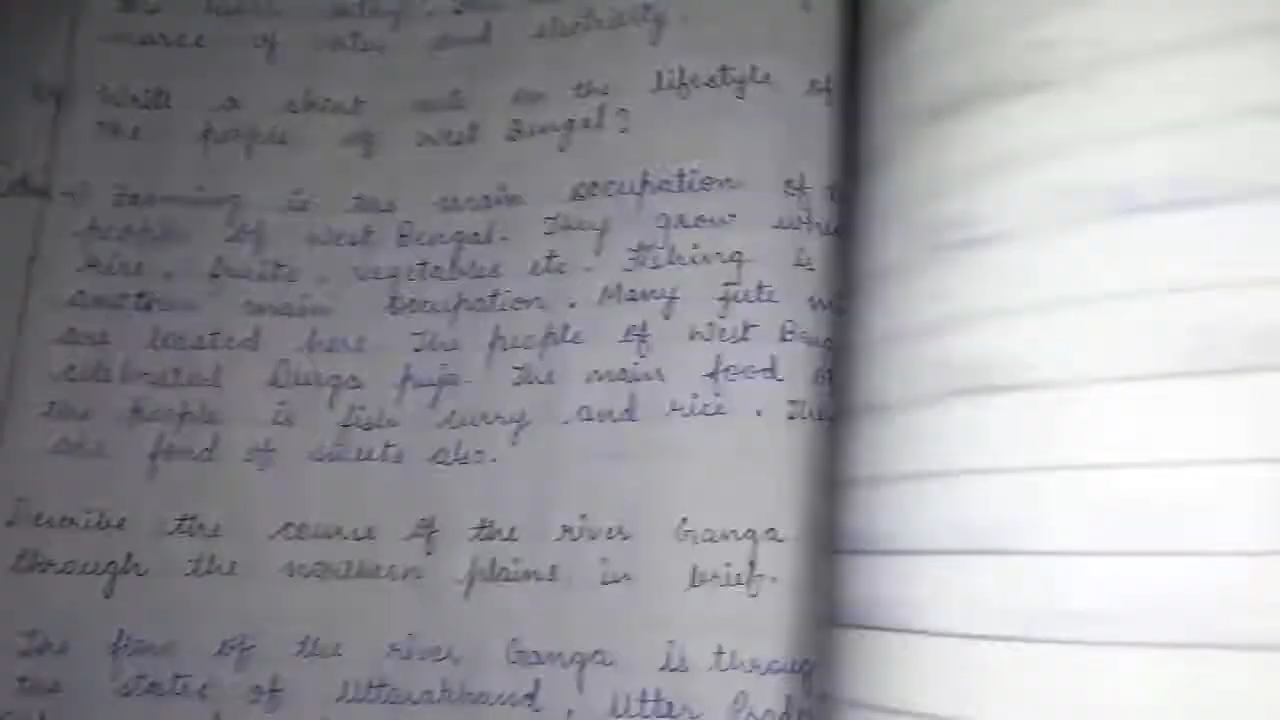 source of water and electricity.
Write a short note on the lifestyle of
the people of West Bengal?
Farming is the main occupation of
people of West Bengal. They grow
rice, fruits, vegetables etc. Fishing is
another main occupation. Many jute
are located here The people of West
celebrated Durga puja. The main food of
the people is fish curry and rice. They
are fond of sweets also.
Describe the course of the river Ganga
through the northern plains in brief.
The flow of the river Ganga is
the states of Uttarakhand, Utter